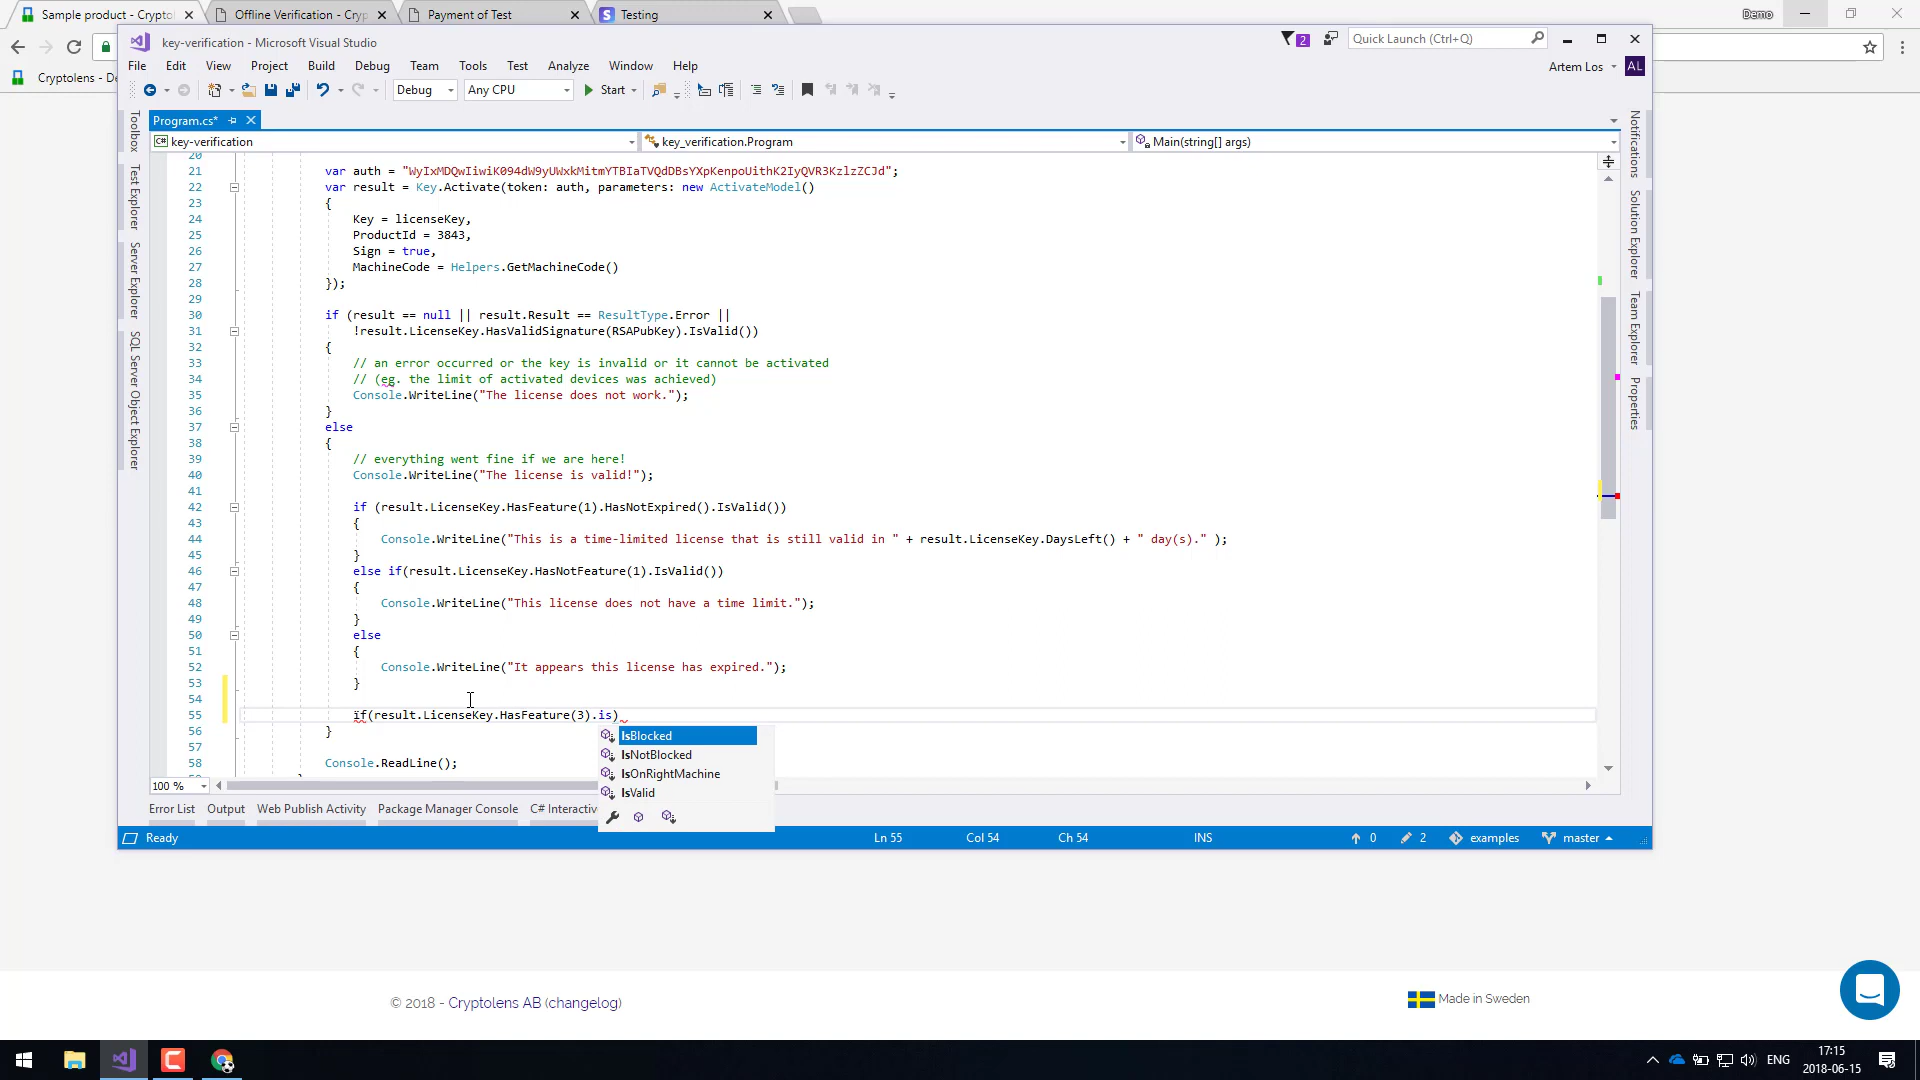 Sample product - Cryptol
Offline Verification - Cryp
Payment of Test
Testing
Demo
Cryptolens - De
key-verification - Microsoft Visual Studio
2
Quick Launch (Ctrl+Q)
File Edit View Project Build Debug Team Tools Test Analyze Window Help
Artem Los
AL
Debug
Any CPU
Start
Program.cs*
key-verification
key_verification.Program
Main(string[] args)
Toolbox
Test Explorer
Server Explorer
SQL Server Object Explorer
Notifications
Solution Explorer
Team Explorer
Properties
20
21 var auth = "WyIxMDQwIiwiK094dW9yUWxkMitmYTBIaTVQdDBsYXpKenpoUithK2IyQVR3KzlzZCJd";
22 var result = Key.Activate(token: auth, parameters: new ActivateModel()
23 {
24 Key = licenseKey,
25 ProductId = 3843,
26 Sign = true,
27 MachineCode = Helpers.GetMachineCode()
28 });
29
30 if (result == null || result.Result == ResultType.Error ||
31 !result.LicenseKey.HasValidSignature(RSAPubKey).IsValid())
32 {
33 // an error occurred or the key is invalid or it cannot be activated
34 // (eg. the limit of activated devices was achieved)
35 Console.WriteLine("The license does not work.");
36 }
37 else
38 {
39 // everything went fine if we are here!
40 Console.WriteLine("The license is valid!");
41
42 if (result.LicenseKey.HasFeature(1).HasNotExpired().IsValid())
43 {
44 Console.WriteLine("This is a time-limited license that is still valid in " + result.LicenseKey.DaysLeft() + " day(s)." );
45 }
46 else if(result.LicenseKey.HasNotFeature(1).IsValid())
47 {
48 Console.WriteLine("This license does not have a time limit.");
49 }
50 else
51 {
52 Console.WriteLine("It appears this license has expired.");
53 }
54
55 if(result.LicenseKey.HasFeature(3).is)
56 }
57
58 Console.ReadLine();
IsBlocked
IsNotBlocked
IsOnRightMachine
IsValid
100 %
Error List Output Web Publish Activity Package Manager Console C# Interactiv
Ready
Ln 55
Col 54
Ch 54
INS
0
2
examples
master
© 2018 - Cryptolens AB (changelog)
Made in Sweden
ENG
17:15
2018-06-15